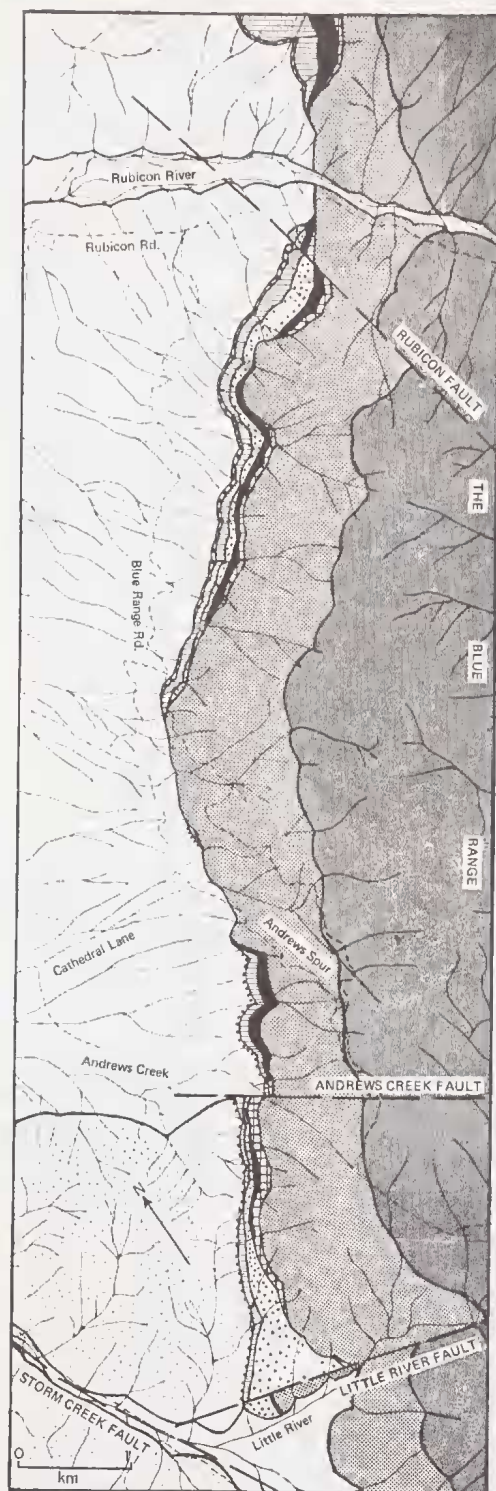 Rubicon River
Rubicon Rd.
RUBICON FAULT
THE
BLUE
RANGE
Blue Range Rd.
Andrews Spur
Cathedral Lane
Andrews Creek
ANDREWS CREEK FAULT
N
LITTLE RIVER FAULT
Little River
STORM CREEK FAULT
0
km